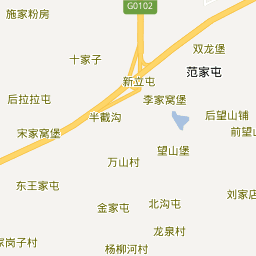 G0102
施家粉房
双龙堡
十家子
范家屯
新立屯
后拉拉屯
李家窝堡
半截沟
后望山铺
宋家窝堡
前望山
望山堡
万山村
东王家屯
刘家店
北沟屯
金家屯
龙泉村
家岗子村
杨柳河村